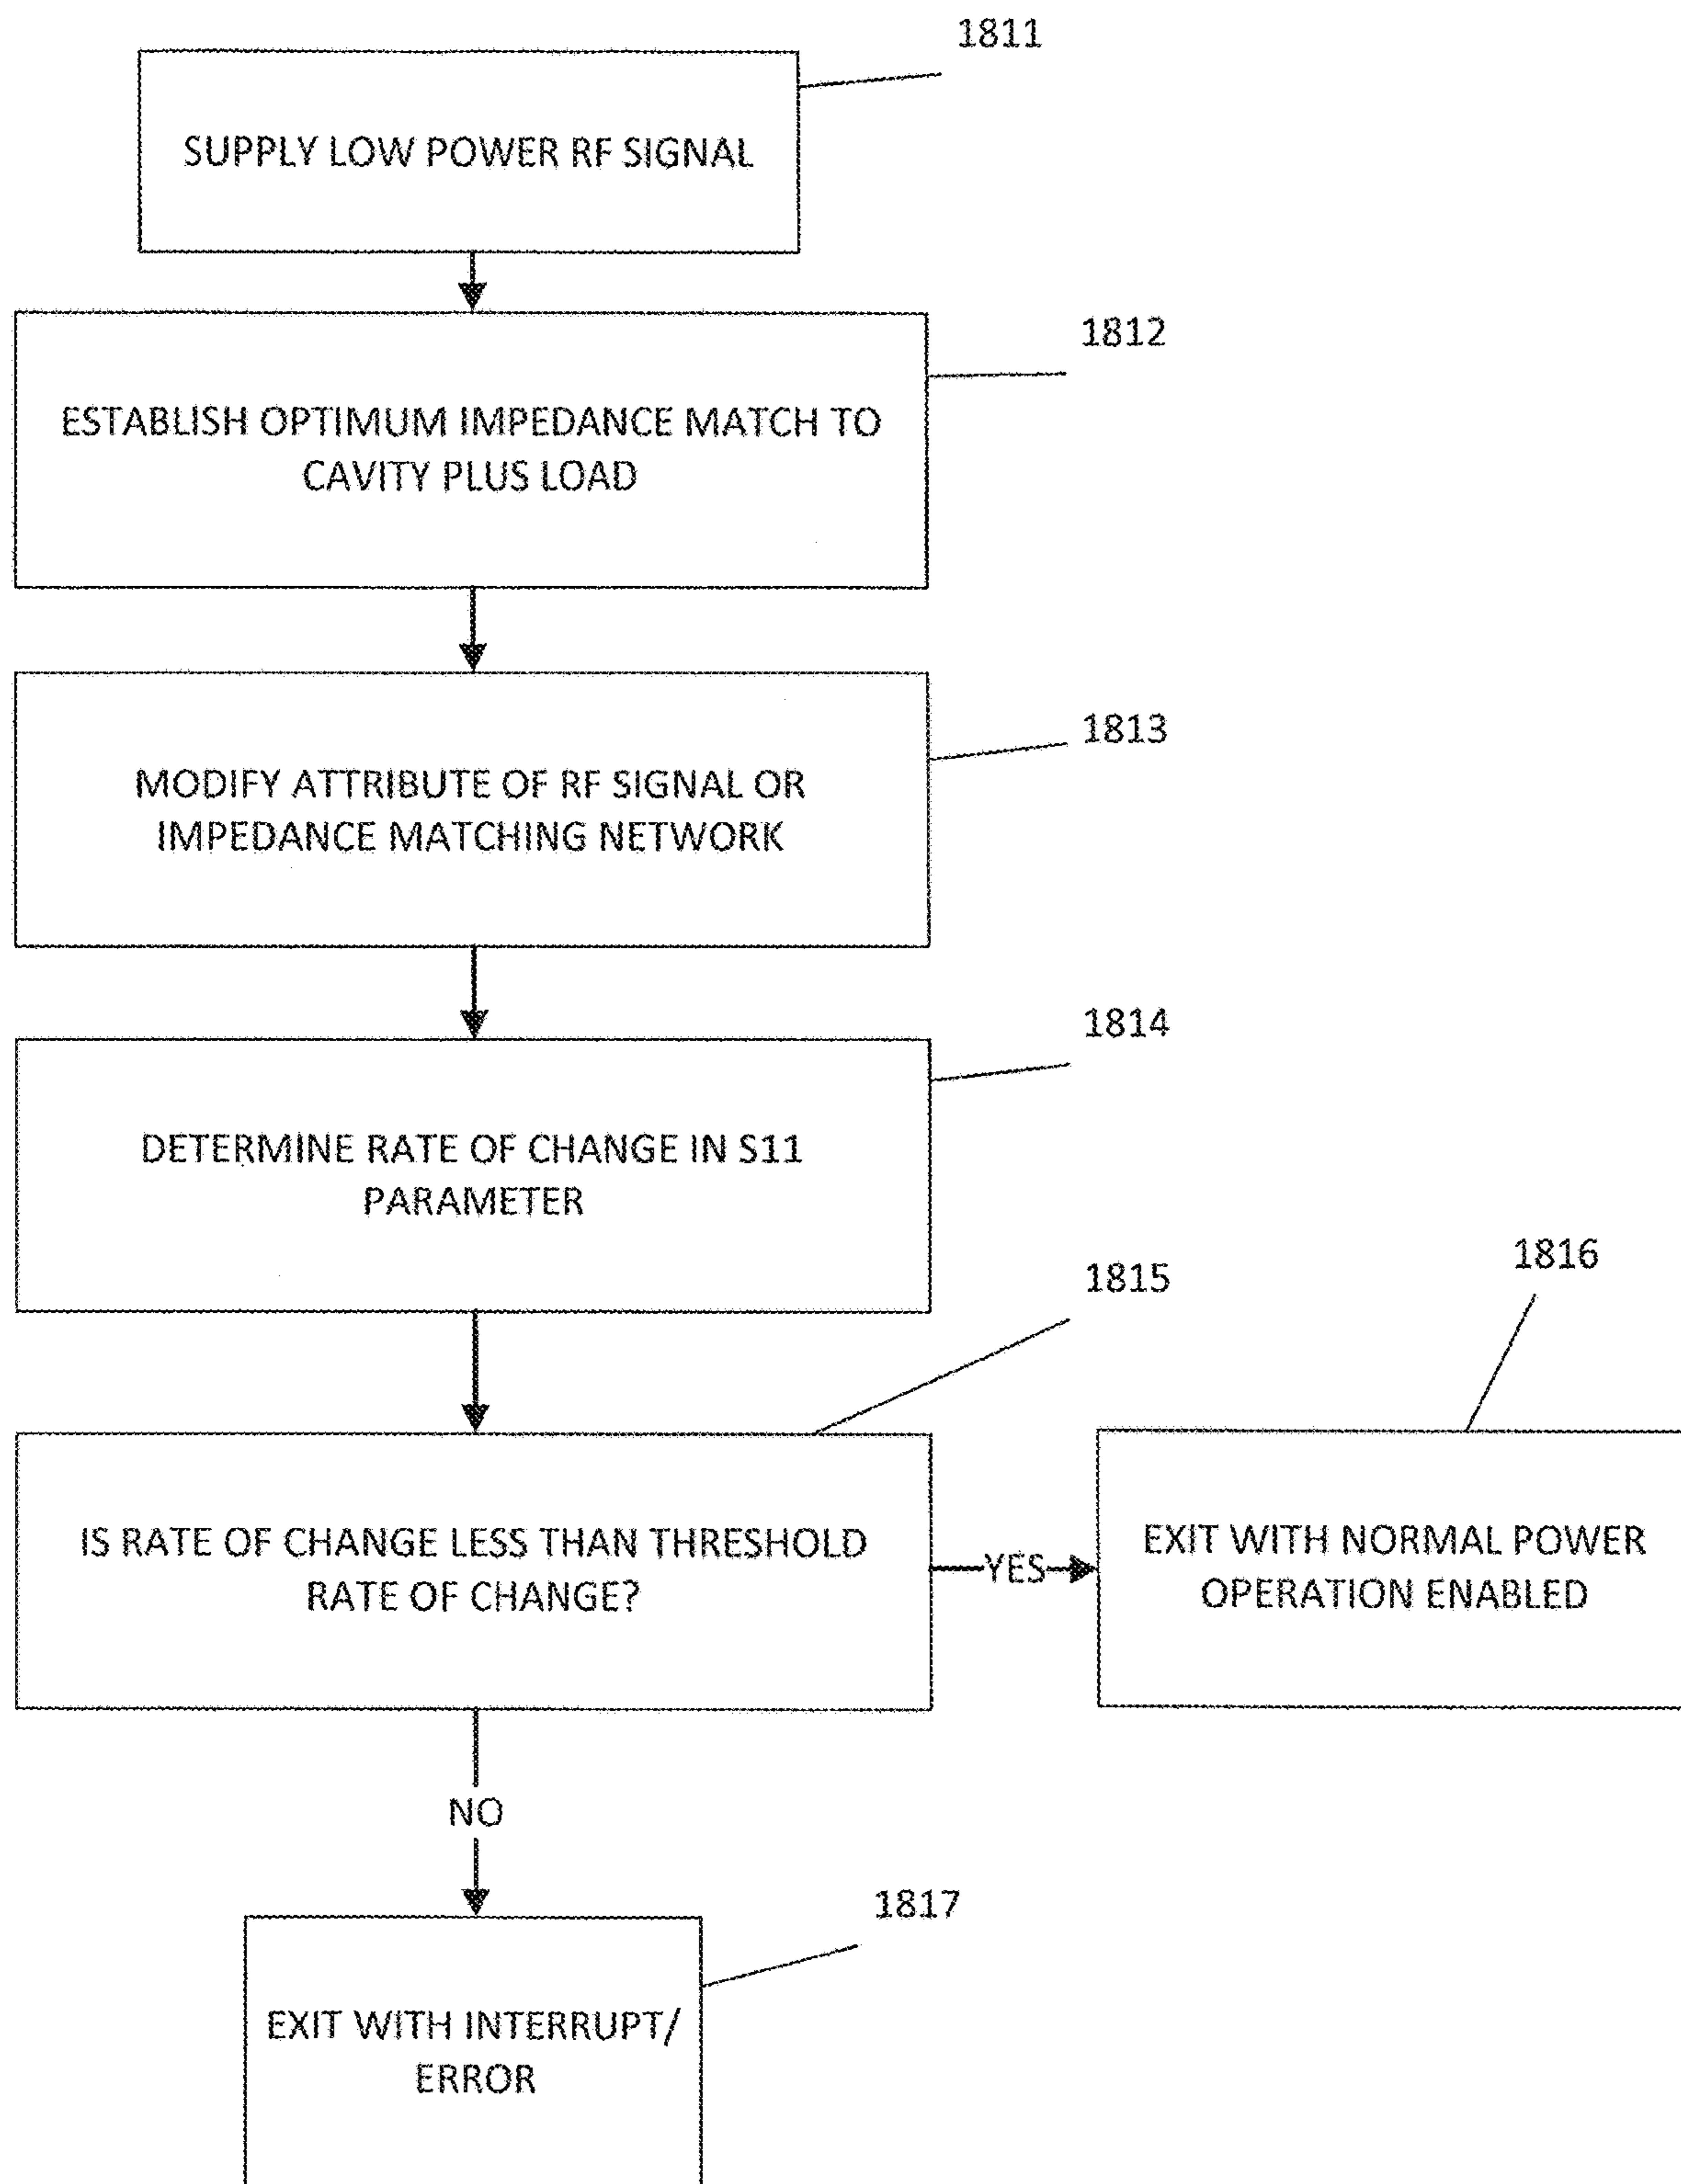 1811
SUPPLY LOW POWER RF SIGNAL
1812
ESTABLISH OPTIMUM IMPEDANCE MATCH TO
CAVITY PLUS LOAD
1813
MODIFY ATTRIBUTE OF RF SIGNAL OR
IMPEDANCE MATCHING NETWORK
1814
DETERMINE RATE OF CHANGE IN S11
PARAMETER
1815
1816
IS RATE OF CHANGE LESS THAN THRESHOLD
RATE OF CHANGE?
YES
EXIT WITH NORMAL POWER
OPERATION ENABLED
NO
1817
EXIT WITH INTERRUPT/
ERROR